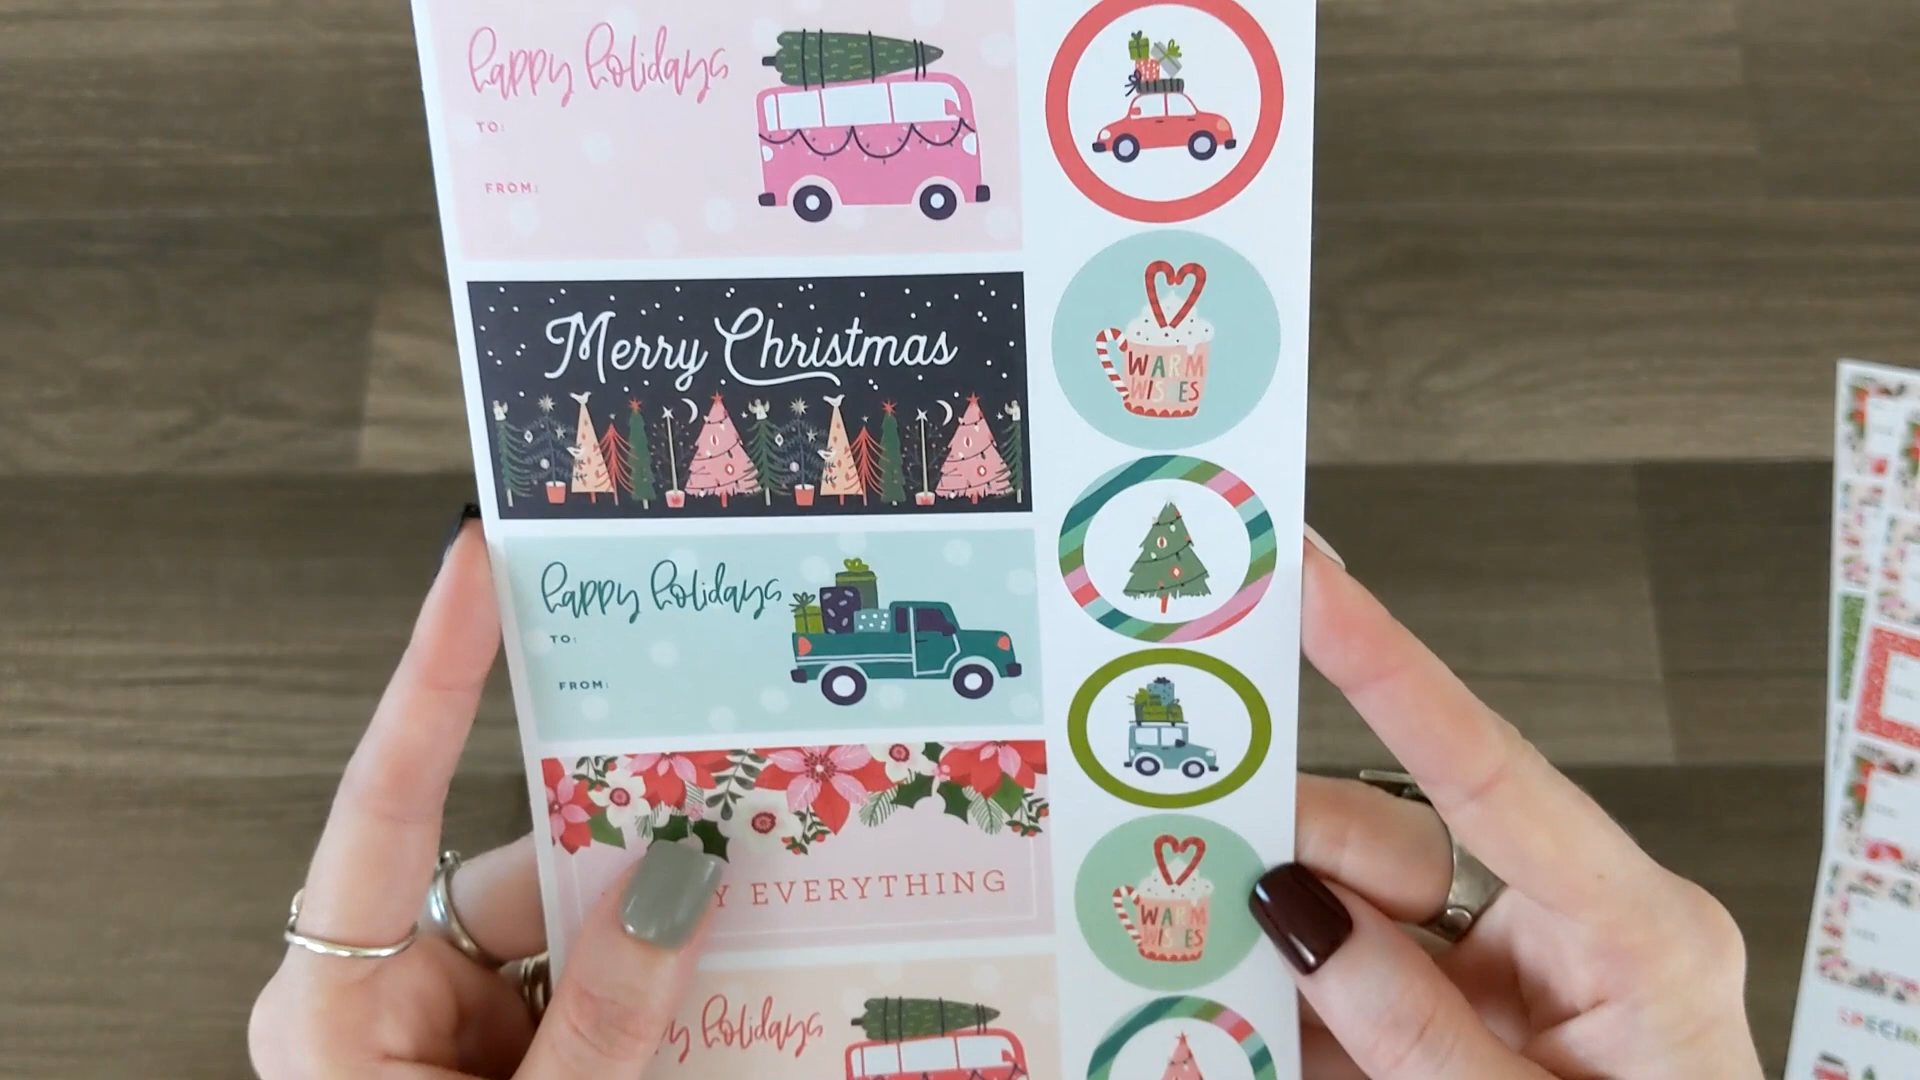 happy holidays
TO:
FROM:
Merry Christmas
WARM
WISHES
happy holidays
TO:
FROM:
Y EVERYTHING
WARM
WISHES
holidays